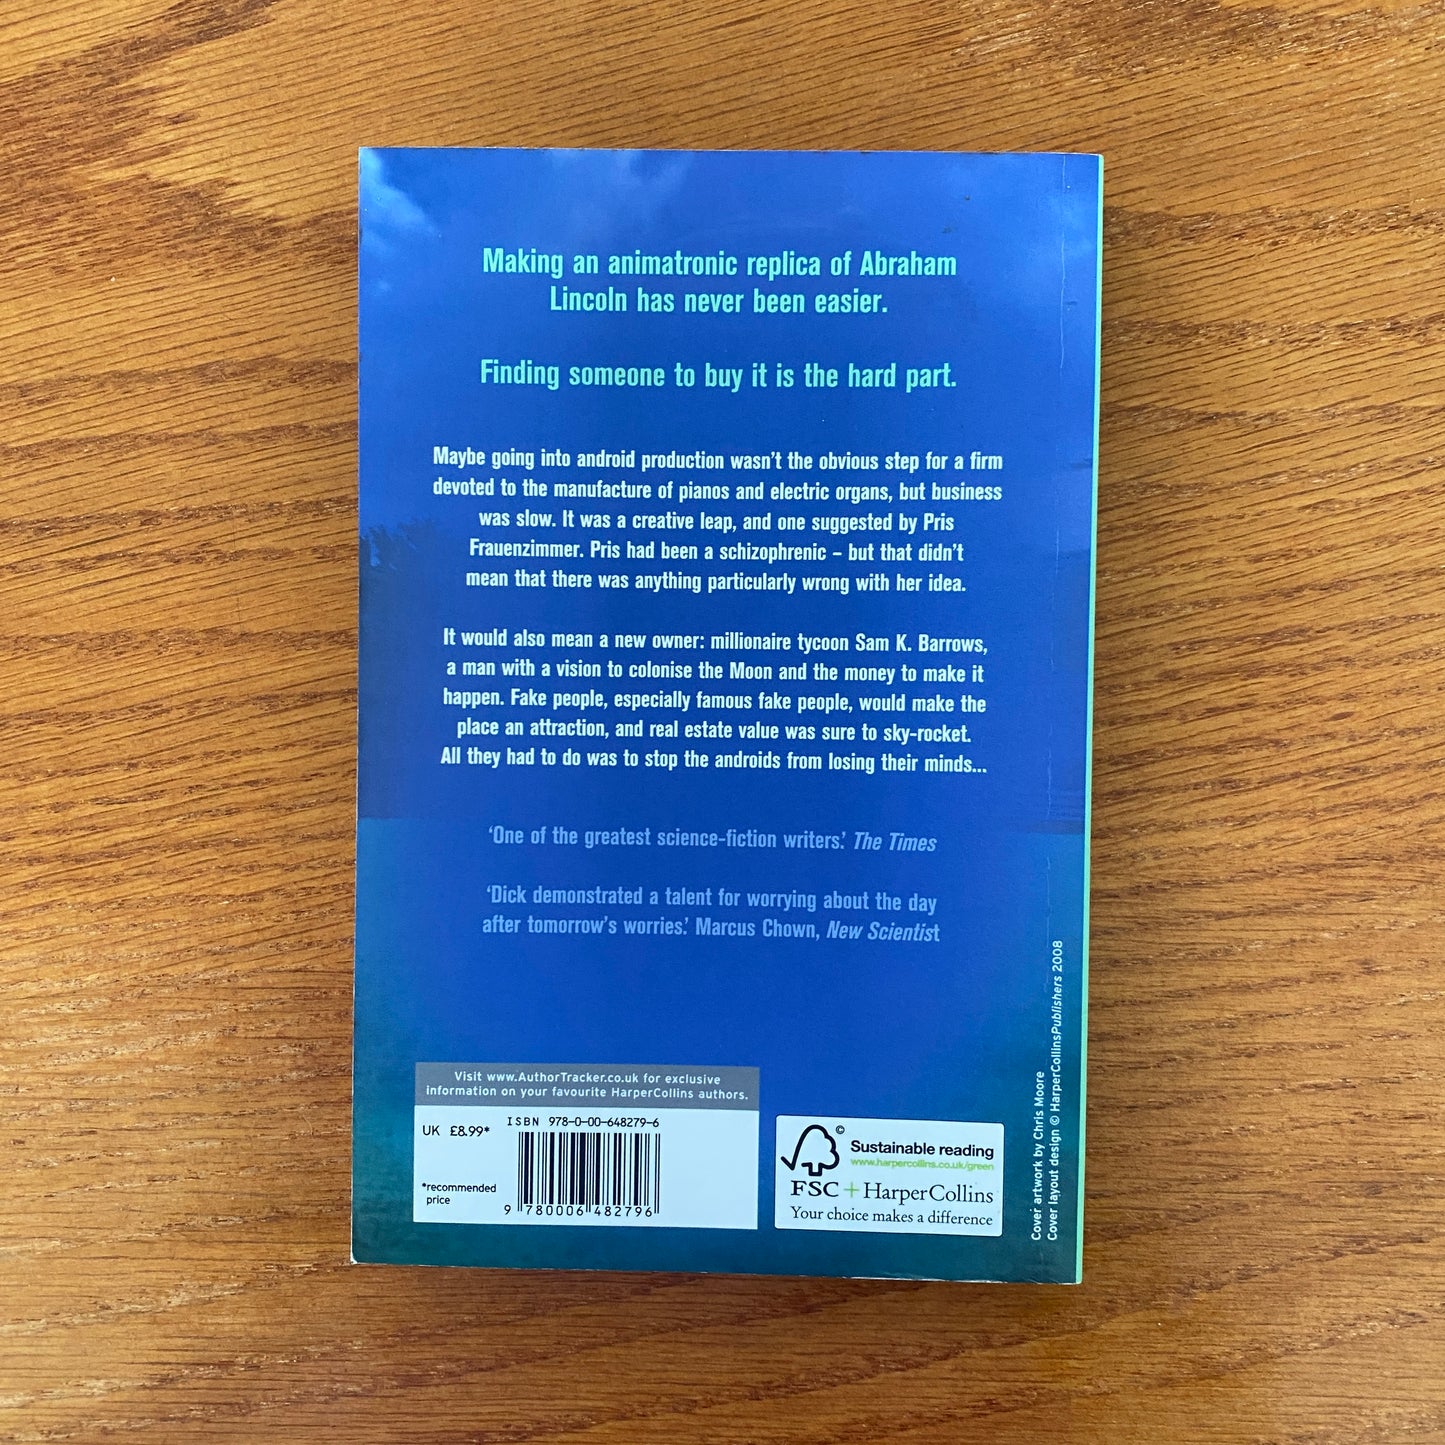 Making an animatronic replica of Abraham
Lincoln has never been easier.
Finding someone to buy it is the hard part.
Maybe going into android production wasn't the obvious step for a firm
devoted to the manufacture of pianos and electric organs, but business
was slow. It was a creative leap, and one suggested by Pris
Frauenzimmer. Pris had been a schizophrenic – but that didn't
mean that there was anything particularly wrong with her idea.
It would also mean a new owner: millionaire tycoon Sam K. Barrows,
a man with a vision to colonise the Moon and the money to make it
happen. Fake people, especially famous fake people, would make the
place an attraction, and real estate value was sure to sky-rocket.
All they had to do was to stop the androids from losing their minds...
'One of the greatest science-fiction writers.' The Times
'Dick demonstrated a talent for worrying about the day
after tomorrow's worries.' Marcus Chown, New Scientist
Visit www.AuthorTracker.co.uk for exclusive
information on your favourite HarperCollins authors.
ISBN 978-0-00-648279-6
UK £8.99*
*recommended
price
9 780006 482796
©
Sustainable reading
www.harpercollins.co.uk/green
FSC + HarperCollins
Your choice makes a difference
Cover artwork by Chris Moore
Cover layout design © HarperCollinsPublishers 2008